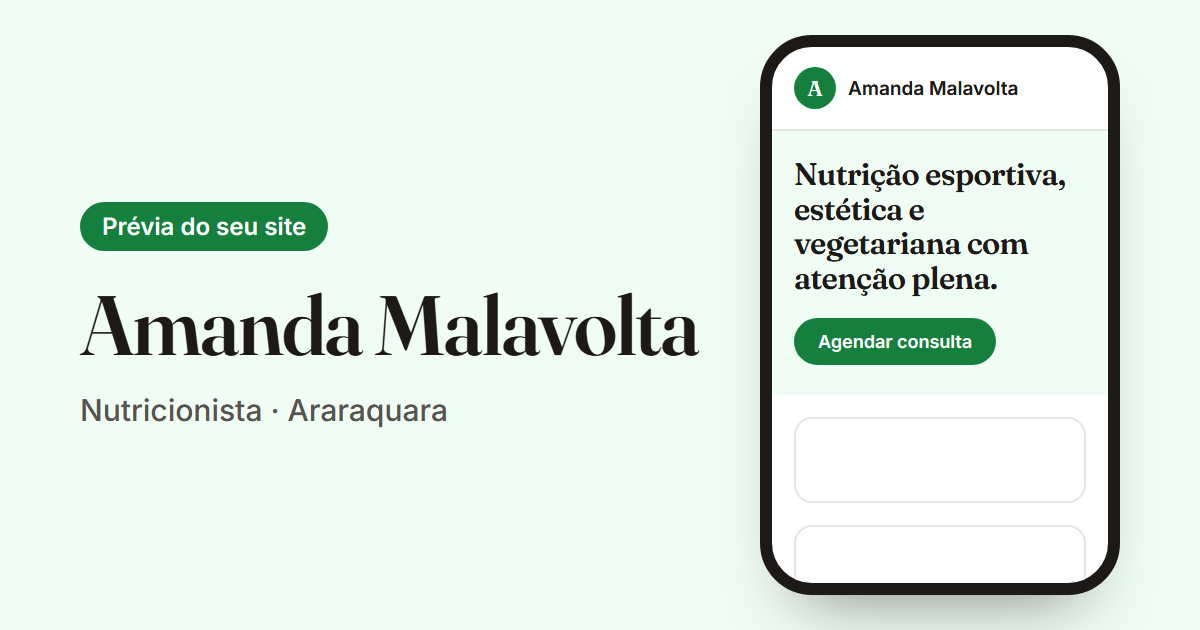 Prévia do seu site
Amanda Malavolta
Nutricionista · Araraquara
A
Amanda Malavolta
Nutrição esportiva,
estética e
vegetariana com
atenção plena.
Agendar consulta